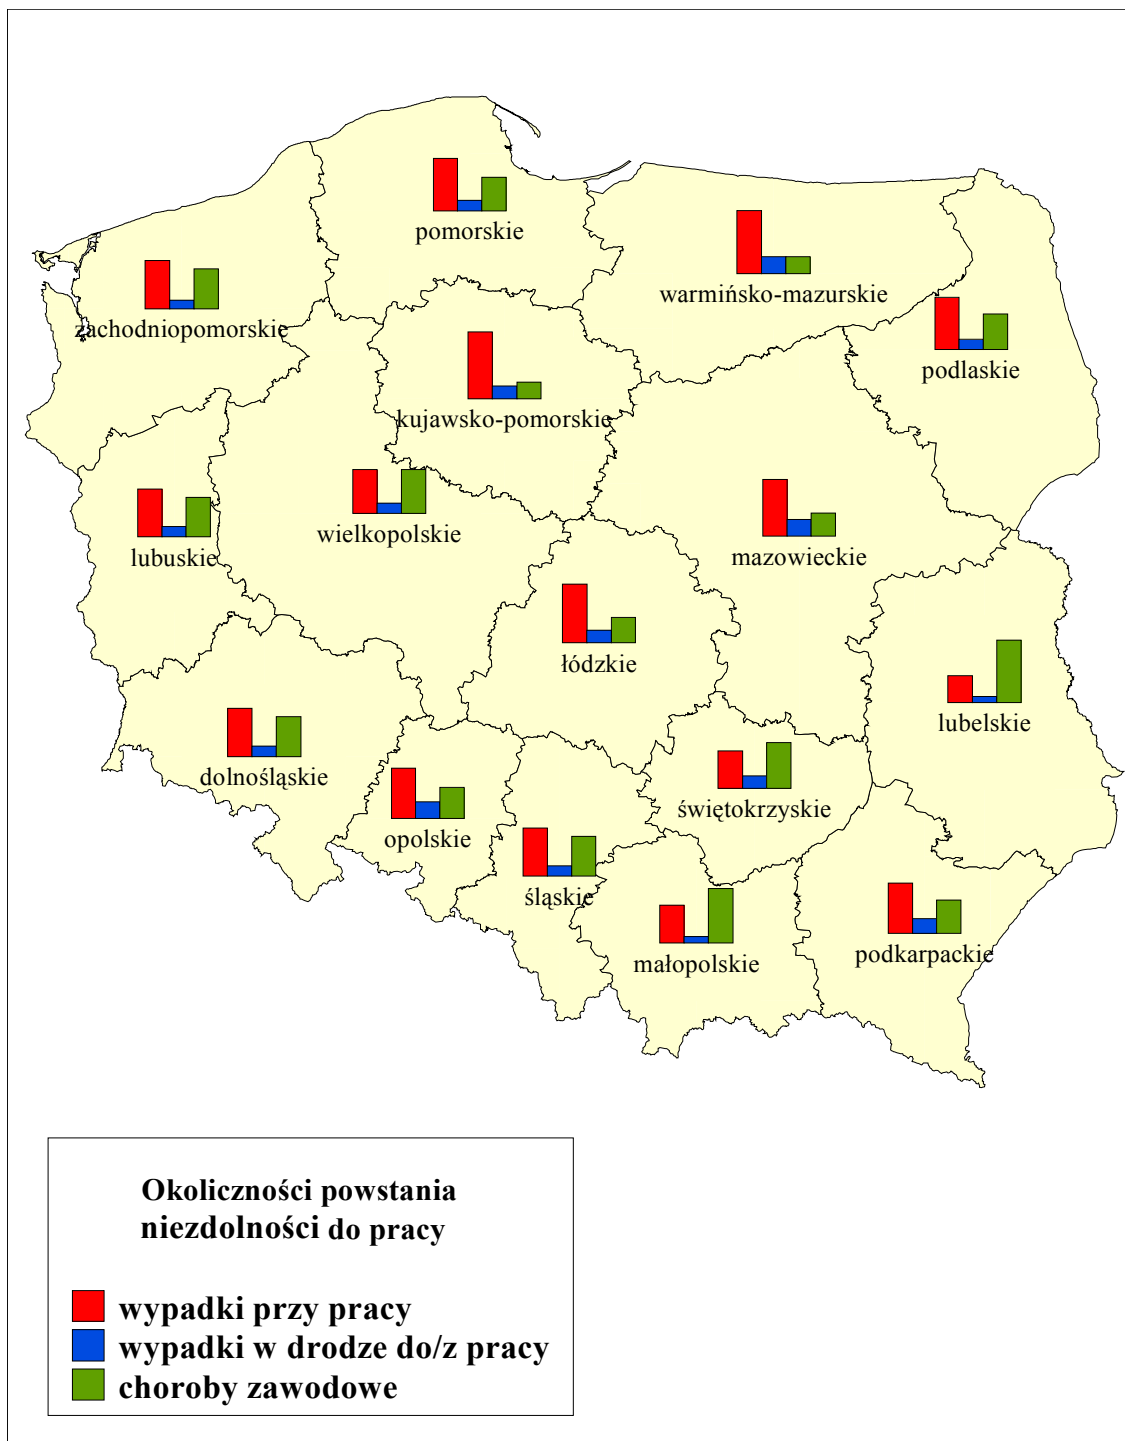 pomorskie
warmińsko-mazurskie
zachodniopomorskie
podlaskie
kujawsko-pomorskie
wielkopolskie
mazowieckie
lubuskie
łódzkie
lubelskie
dolnośląskie
świętokrzyskie
opolskie
śląskie
małopolskie
podkarpackie
Okoliczności powstania
niezdolności do pracy
wypadki przy pracy
wypadki w drodze do/z pracy
choroby zawodowe